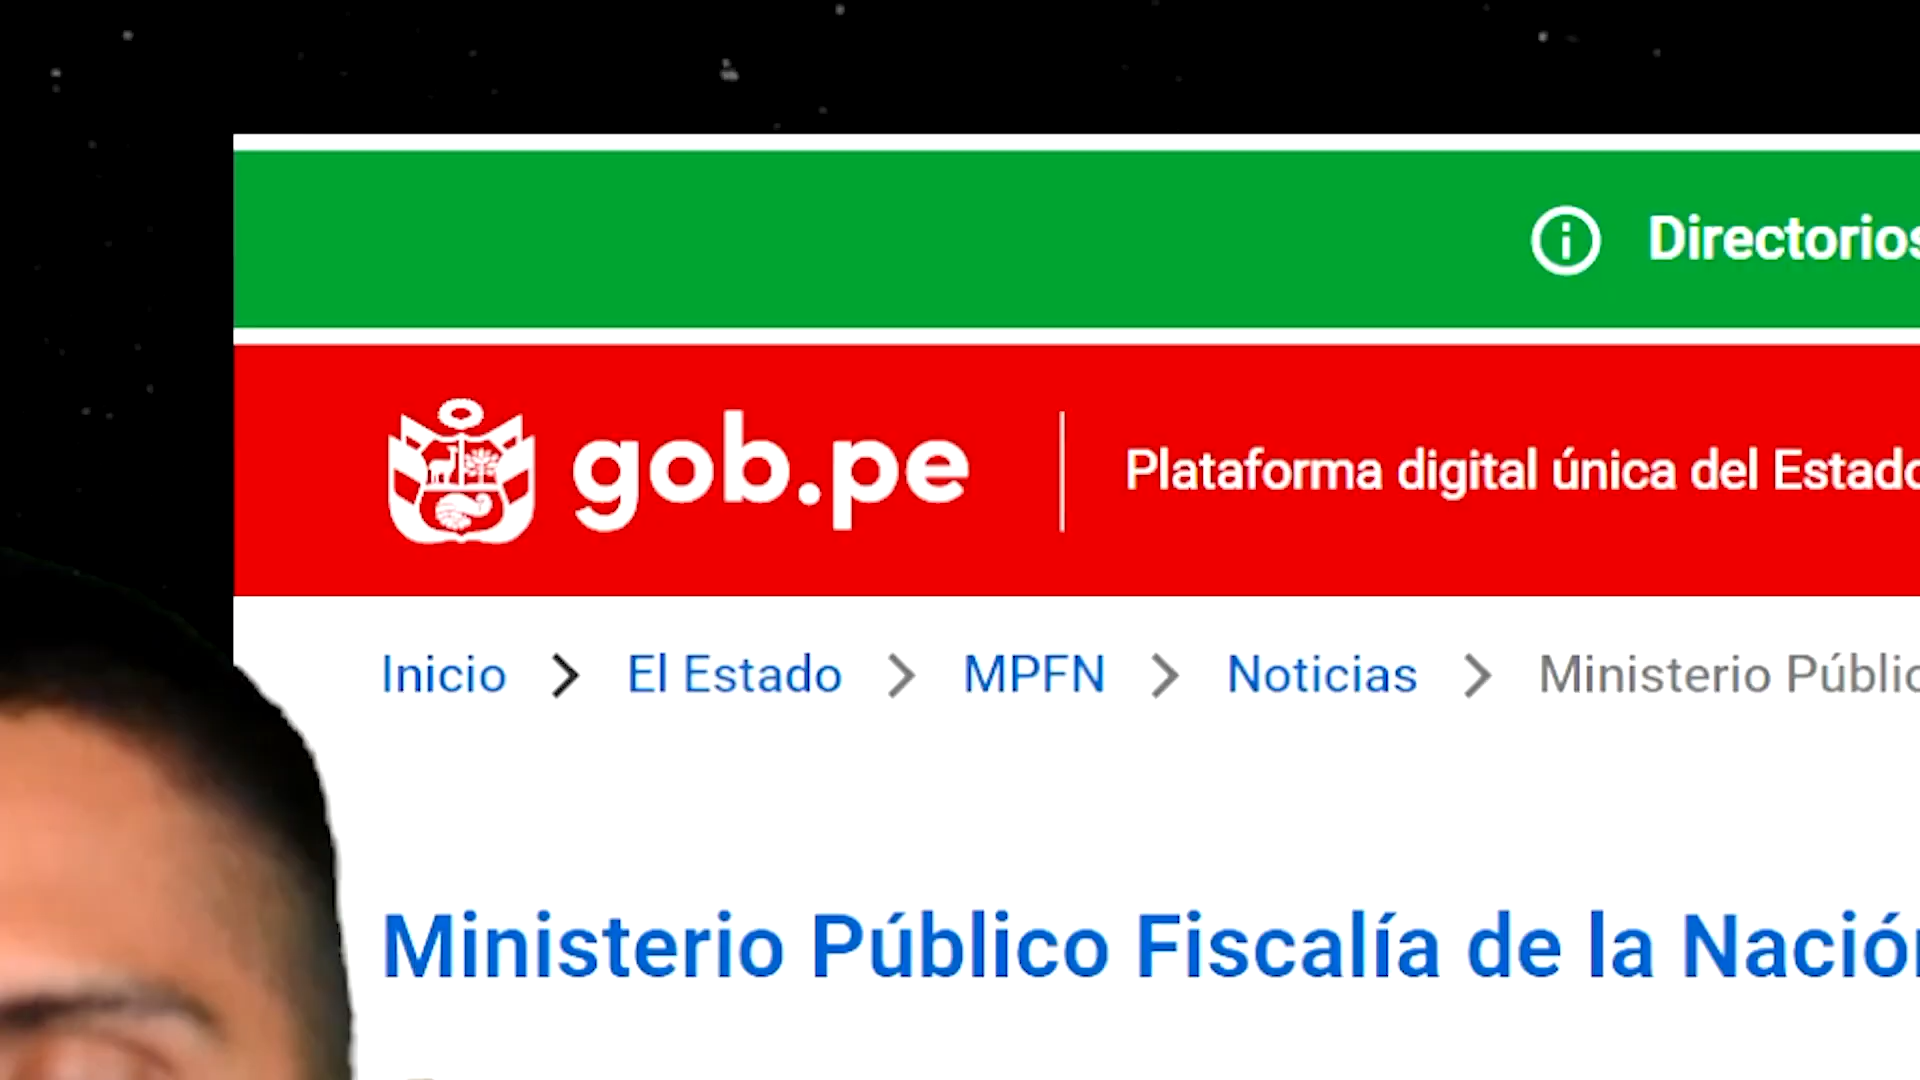 Directorios
gob.pe
Plataforma digital única del Estado
Inicio > El Estado > MPFN > Noticias > Ministerio Públic
Ministerio Público Fiscalía de la Nació